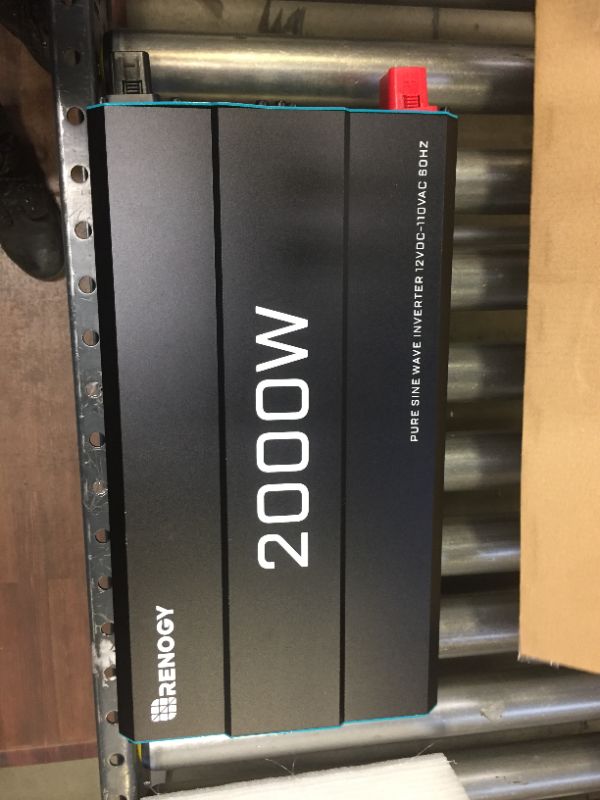 RENOGY
2000W
PURE SINE WAVE INVERTER 12VDC-110VAC 60HZ